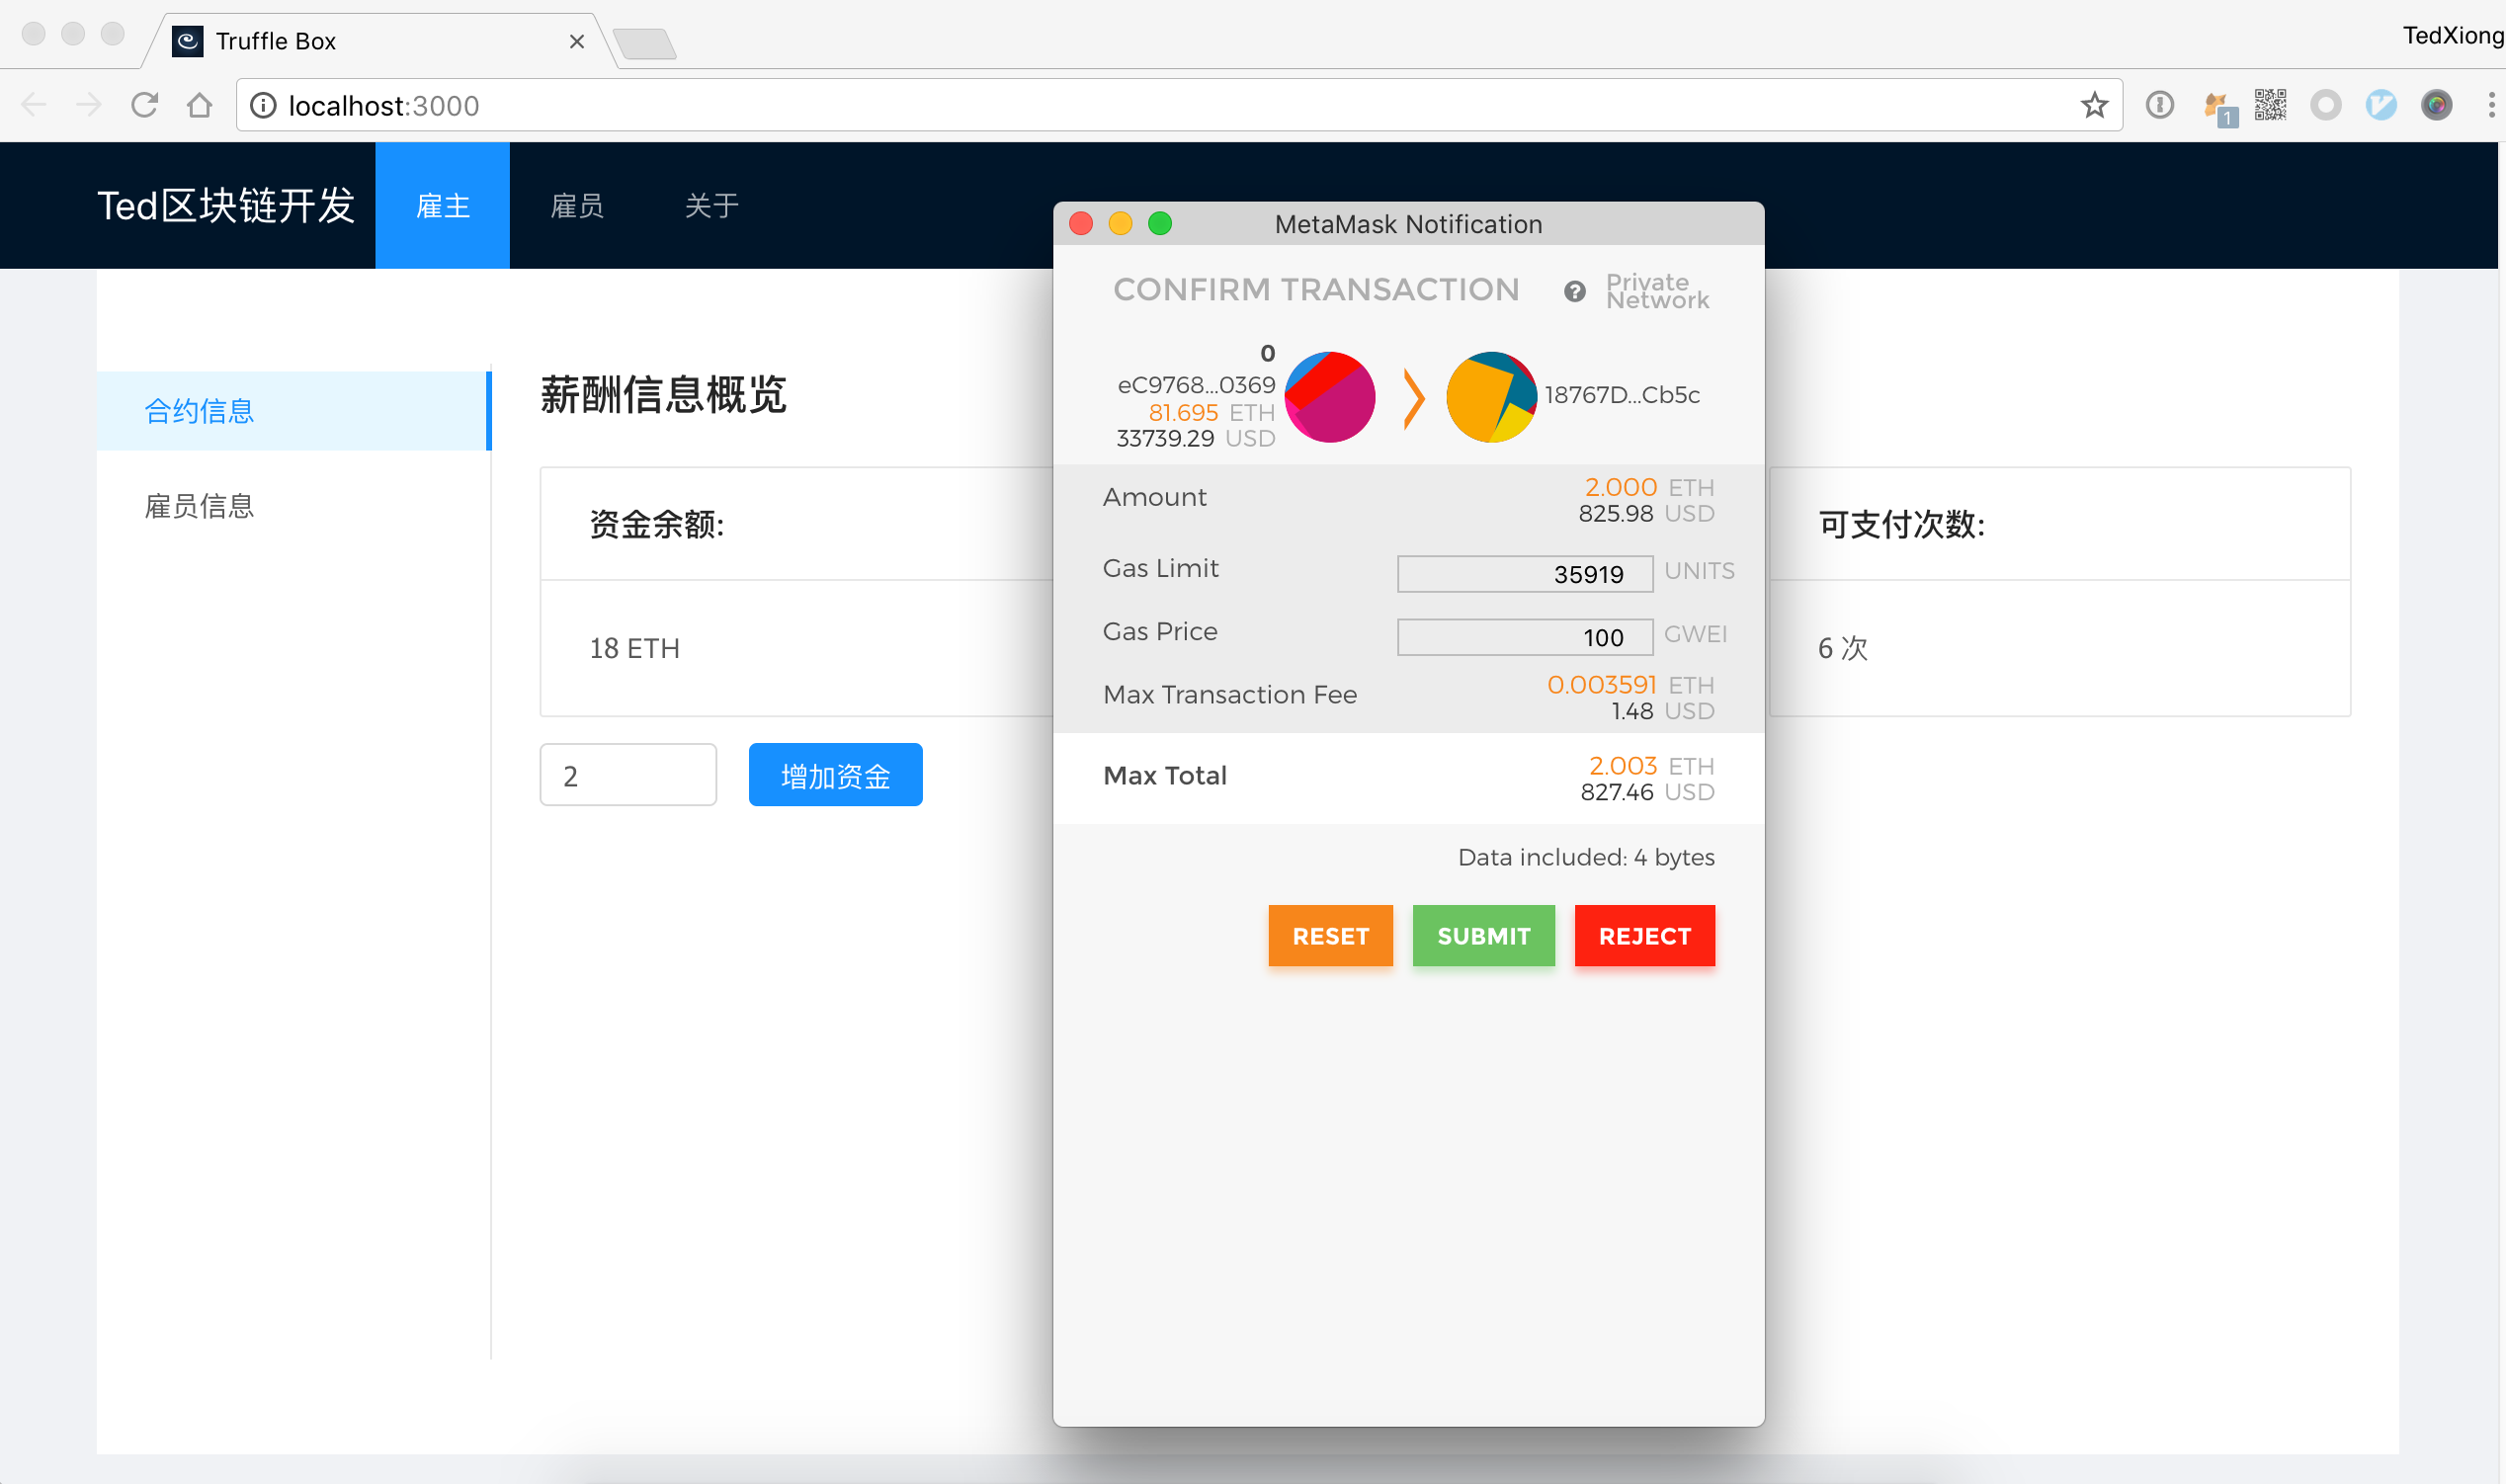 Truffle Box
TedXiong
localhost:3000
1
Ted区块链开发
雇主
雇员
关于
合约信息
雇员信息
薪酬信息概览
资金余额:
18 ETH
可支付次数:
6 次
2
增加资金
MetaMask Notification
CONFIRM TRANSACTION
Private
Network
0
eC9768...0369
81.695 ETH
33739.29 USD
18767D...Cb5c
Amount
2.000 ETH
825.98 USD
Gas Limit
35919 UNITS
Gas Price
100 GWEI
Max Transaction Fee
0.003591 ETH
1.48 USD
Max Total
2.003 ETH
827.46 USD
Data included: 4 bytes
RESET
SUBMIT
REJECT